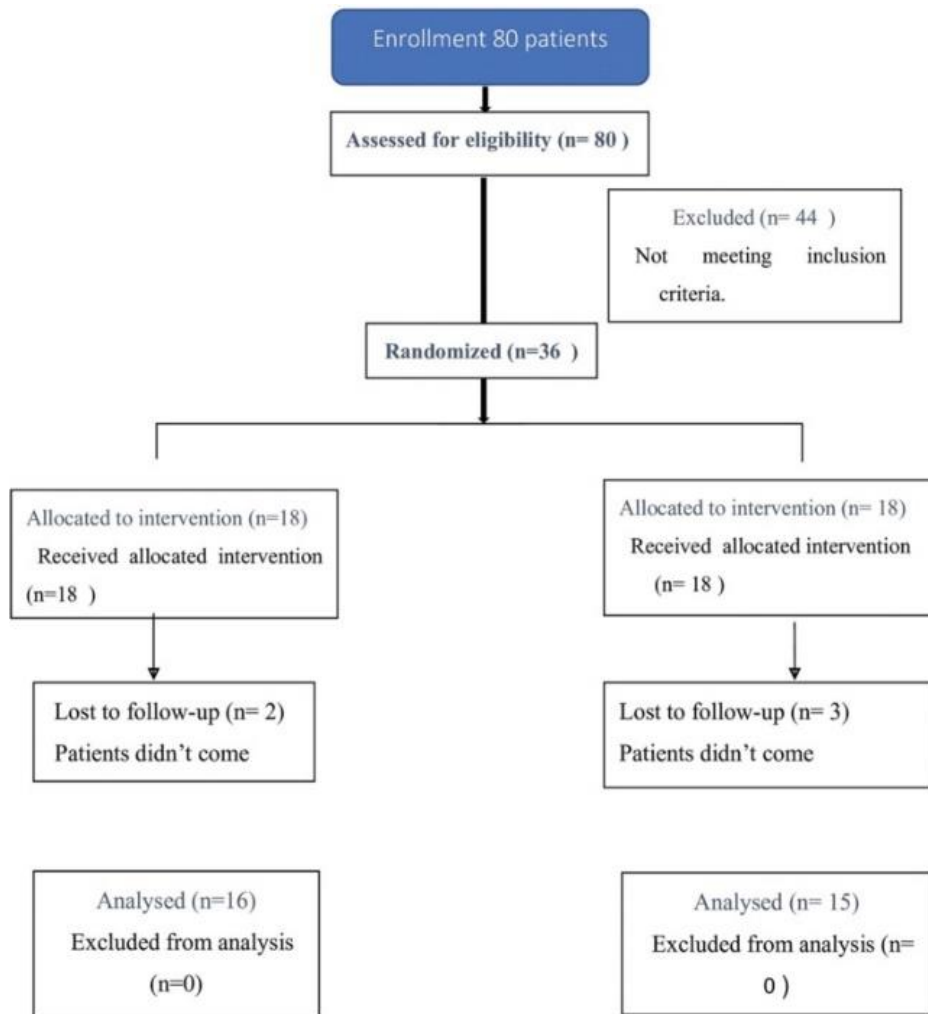 Enrollment 80 patients
Assessed for eligibility (n= 80 )
Excluded (n= 44 )
Not meeting inclusion
criteria.
Randomized (n=36 )
Allocated to intervention (n=18)
Received allocated intervention
(n=18 )
Allocated to intervention (n= 18)
Received allocated intervention
(n= 18 )
Lost to follow-up (n= 2)
Patients didn’t come
Lost to follow-up (n= 3)
Patients didn’t come
Analysed (n=16)
Excluded from analysis
(n=0)
Analysed (n= 15)
Excluded from analysis (n=
0 )